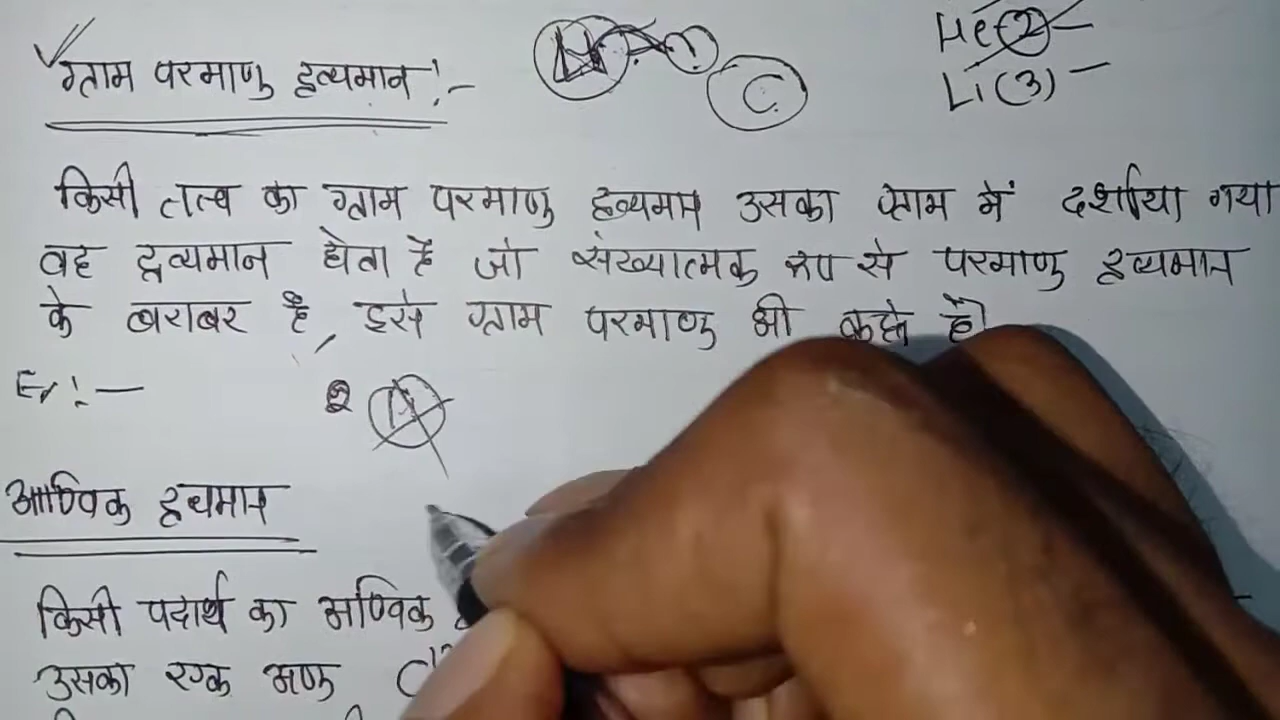 ग्राम परमाणु द्रव्यमान :-
C
He (2) -
Li (3) -
किसी तत्व का ग्राम परमाणु द्रव्यमान उसका ग्राम में दर्शाया गया
वह द्रव्यमान होता है जो संख्यात्मक रूप से परमाणु द्रव्यमान
के बराबर है, इसे ग्राम परमाणु भी कहते है
Ex:-
आण्विक द्रव्यमान
किसी पदार्थ का अण्विक
उसका एक अणु C